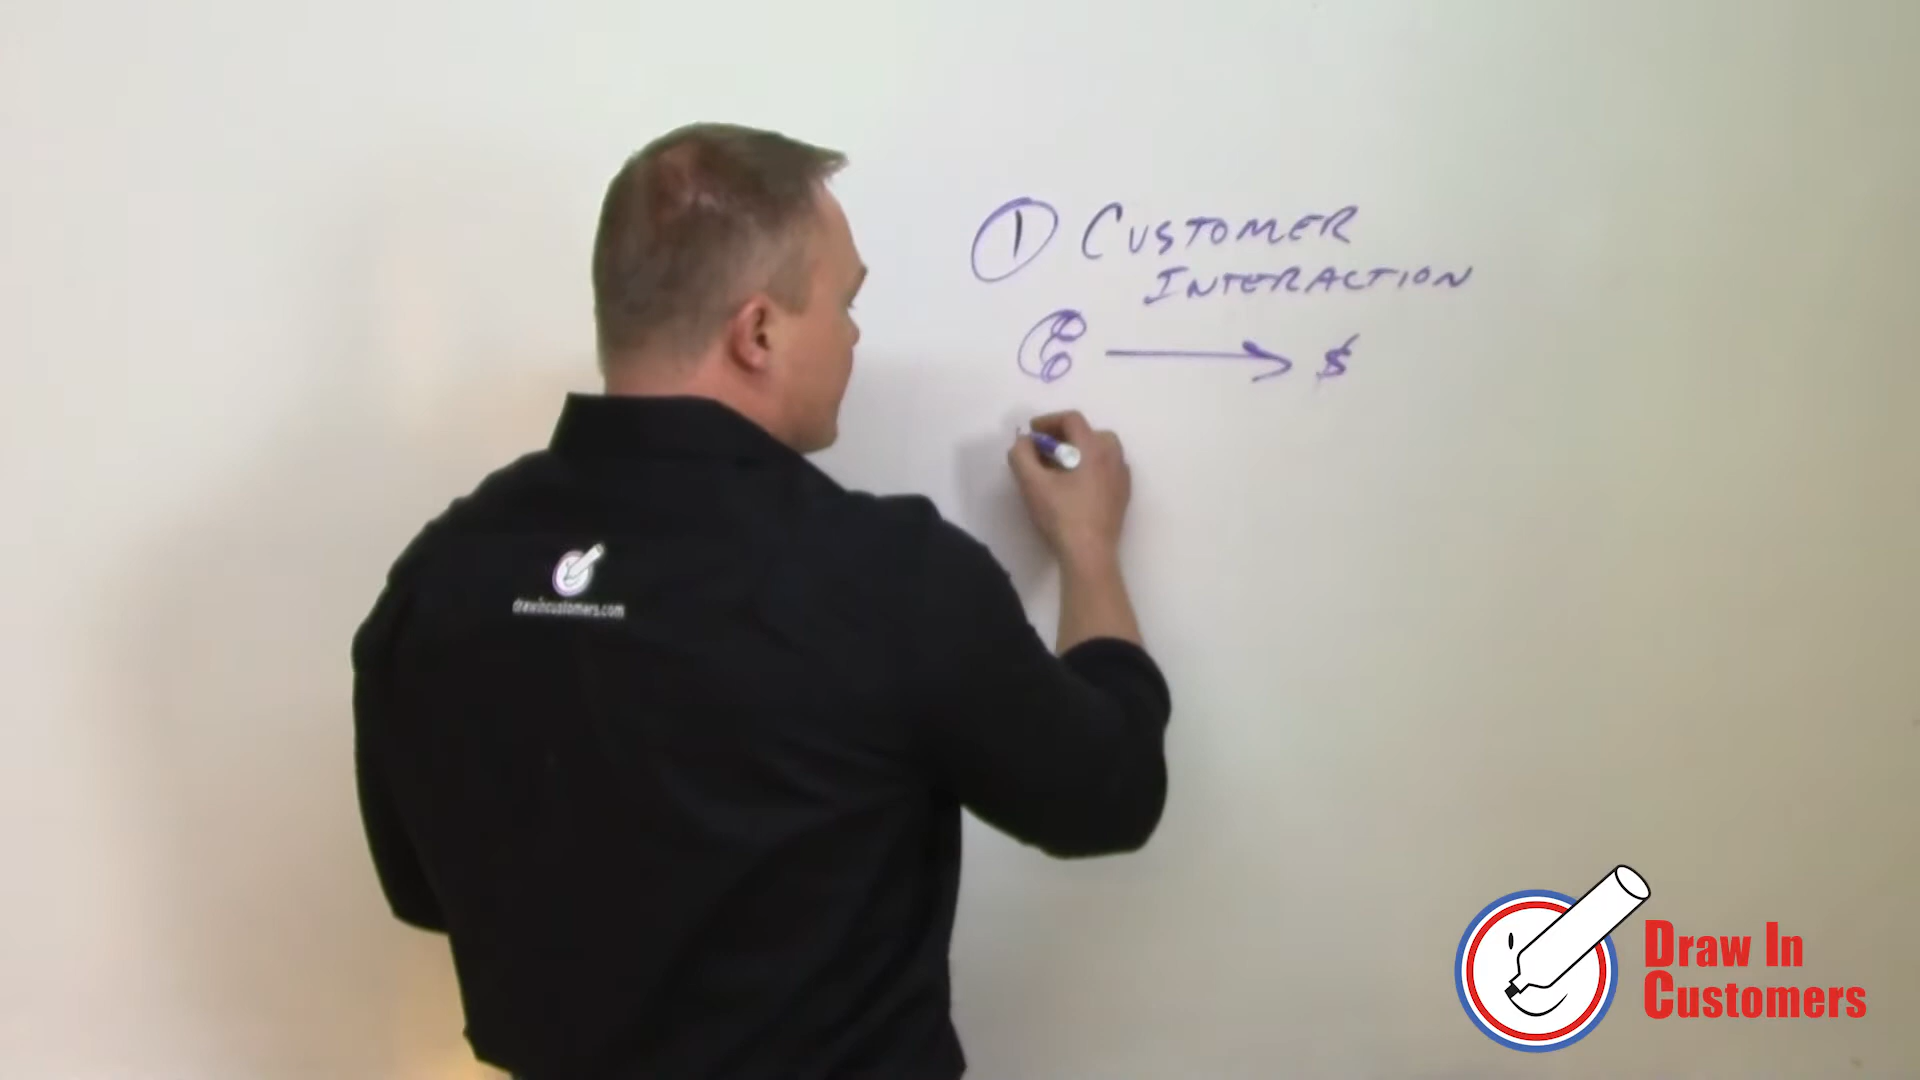 ① CUSTOMER
INTERACTION
$
drawincustomers.com
Draw In
Customers